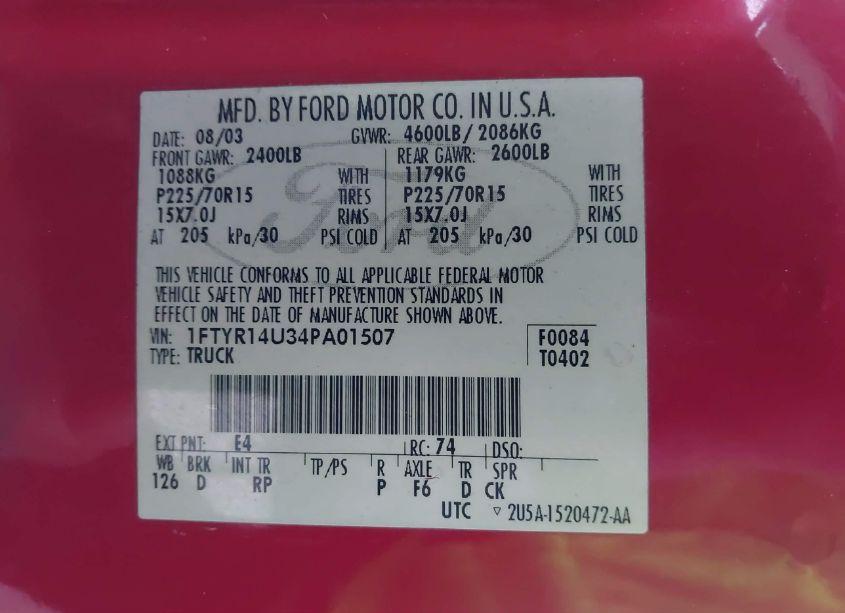 MFD. BY FORD MOTOR CO. IN U.S.A.
DATE: 08/03 GVWR: 4600LB/ 2086KG
FRONT GAWR: 2400LB REAR GAWR: 2600LB
1088KG WITH 1179KG WITH
P225/70R15 TIRES P225/70R15 TIRES
15X7.0J RIMS 15X7.0J RIMS
AT 205 kPa/30 PSI COLD AT 205 kPa/30 PSI COLD
Ford
THIS VEHICLE CONFORMS TO ALL APPLICABLE FEDERAL MOTOR
VEHICLE SAFETY AND THEFT PREVENTION STANDARDS IN
EFFECT ON THE DATE OF MANUFACTURE SHOWN ABOVE.
VIN: 1FTYR14U34PA01507 F0084
TYPE: TRUCK T0402
EXT PNT: E4 RC: 74 DSO:
WB BRK INT TR TP/PS R AXLE TR SPR
126 D RP P F6 D CK
UTC ▽ 2U5A-1520472-AA